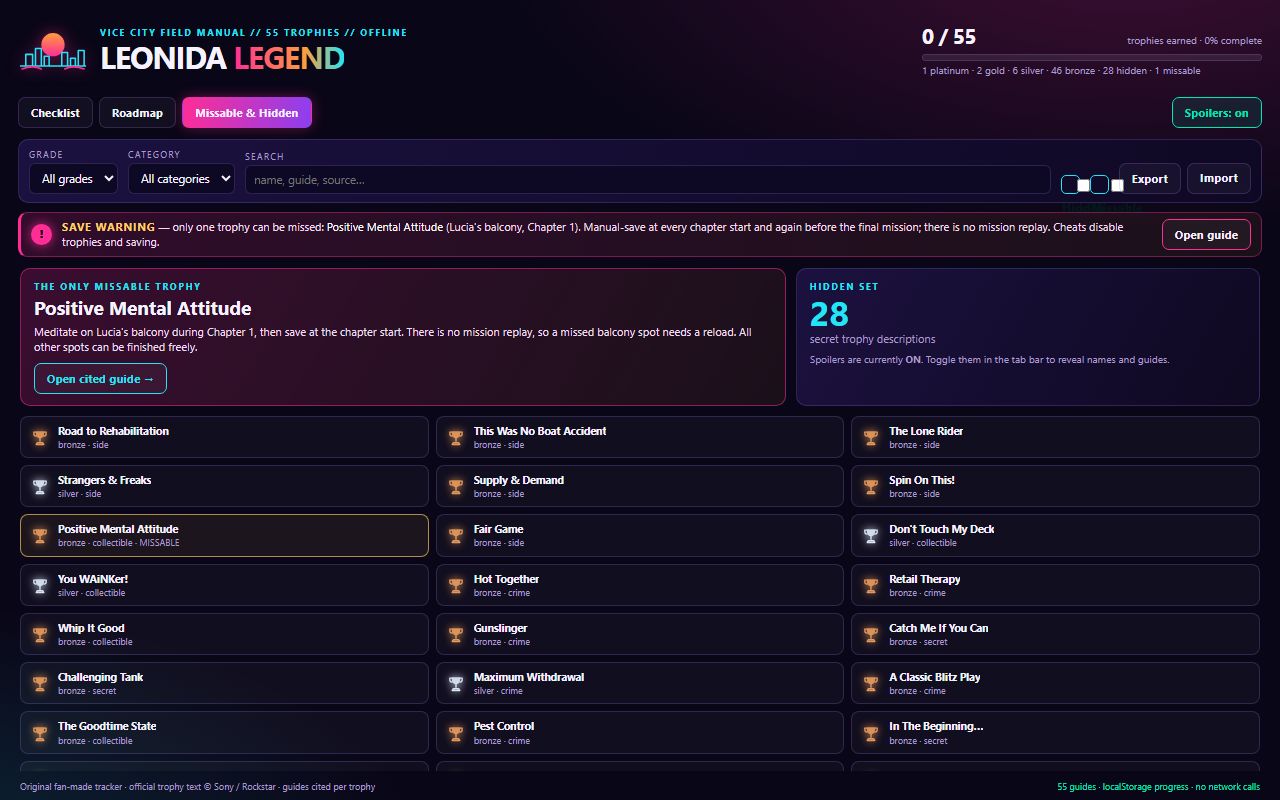 VICE CITY FIELD MANUAL // 55 TROPHIES // OFFLINE
LEONIDA LEGEND
0 / 55
trophies earned · 0% complete
1 platinum · 2 gold · 6 silver · 46 bronze · 28 hidden · 1 missable
Checklist
Roadmap
Missable & Hidden
Spoilers: on
GRADE
All grades
CATEGORY
All categories
SEARCH
name, guide, source...
Export
Import
! SAVE WARNING — only one trophy can be missed: Positive Mental Attitude (Lucia's balcony, Chapter 1). Manual-save at every chapter start and again before the final mission; there is no mission replay. Cheats disable
trophies and saving.
Open guide
THE ONLY MISSABLE TROPHY
Positive Mental Attitude
Meditate on Lucia's balcony during Chapter 1, then save at the chapter start. There is no mission replay, so a missed balcony spot needs a reload. All
other spots can be finished freely.
Open cited guide →
HIDDEN SET
28
secret trophy descriptions
Spoilers are currently ON. Toggle them in the tab bar to reveal names and guides.
Road to Rehabilitation
bronze · side
This Was No Boat Accident
bronze · side
The Lone Rider
bronze · side
Strangers & Freaks
silver · side
Supply & Demand
bronze · side
Spin On This!
bronze · side
Positive Mental Attitude
bronze · collectible · MISSABLE
Fair Game
bronze · side
Don't Touch My Deck
silver · collectible
You WAiNKer!
silver · collectible
Hot Together
bronze · crime
Retail Therapy
bronze · crime
Whip It Good
bronze · collectible
Gunslinger
bronze · crime
Catch Me If You Can
bronze · secret
Challenging Tank
bronze · secret
Maximum Withdrawal
silver · crime
A Classic Blitz Play
bronze · crime
The Goodtime State
bronze · collectible
Pest Control
bronze · crime
In The Beginning...
bronze · secret
Original fan-made tracker · official trophy text © Sony / Rockstar · guides cited per trophy
55 guides · localStorage progress · no network calls